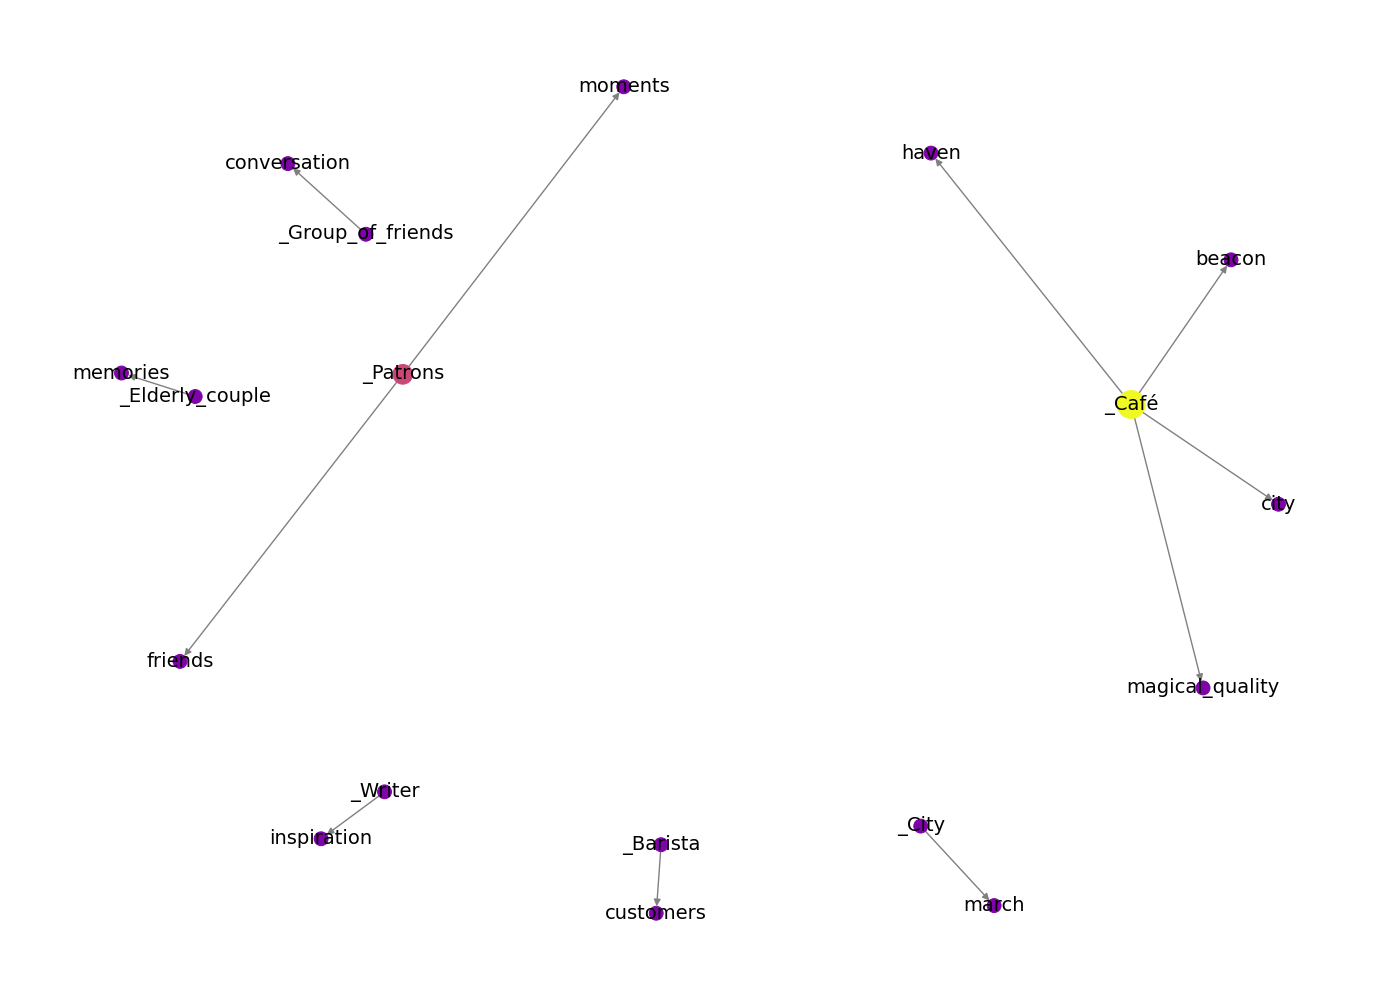 moments
haven
conversation
_Group_of_friends
beacon
memories
_Patrons
_Elderly_couple
_Café
city
friends
magical_quality
_Writer
inspiration
_Barista
_City
march
customers